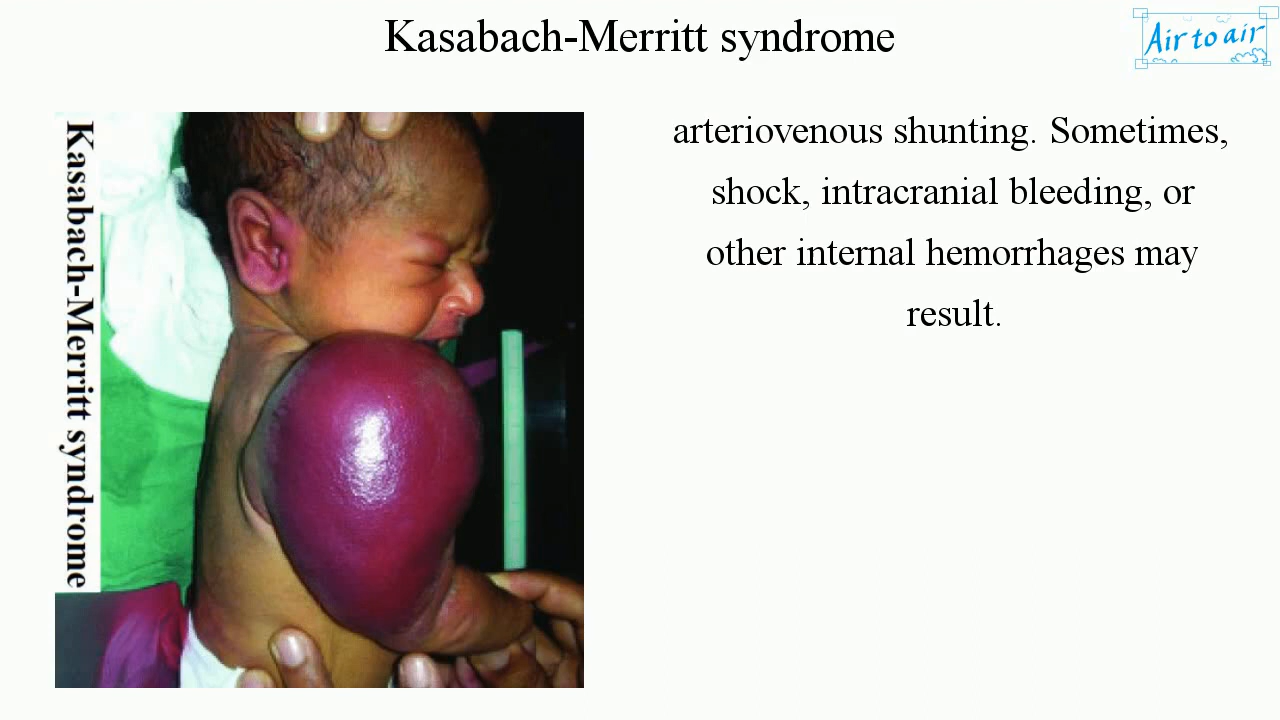 Kasabach-Merritt syndrome
Air to air
Kasabach-Merritt syndrome
arteriovenous shunting. Sometimes,
shock, intracranial bleeding, or
other internal hemorrhages may
result.